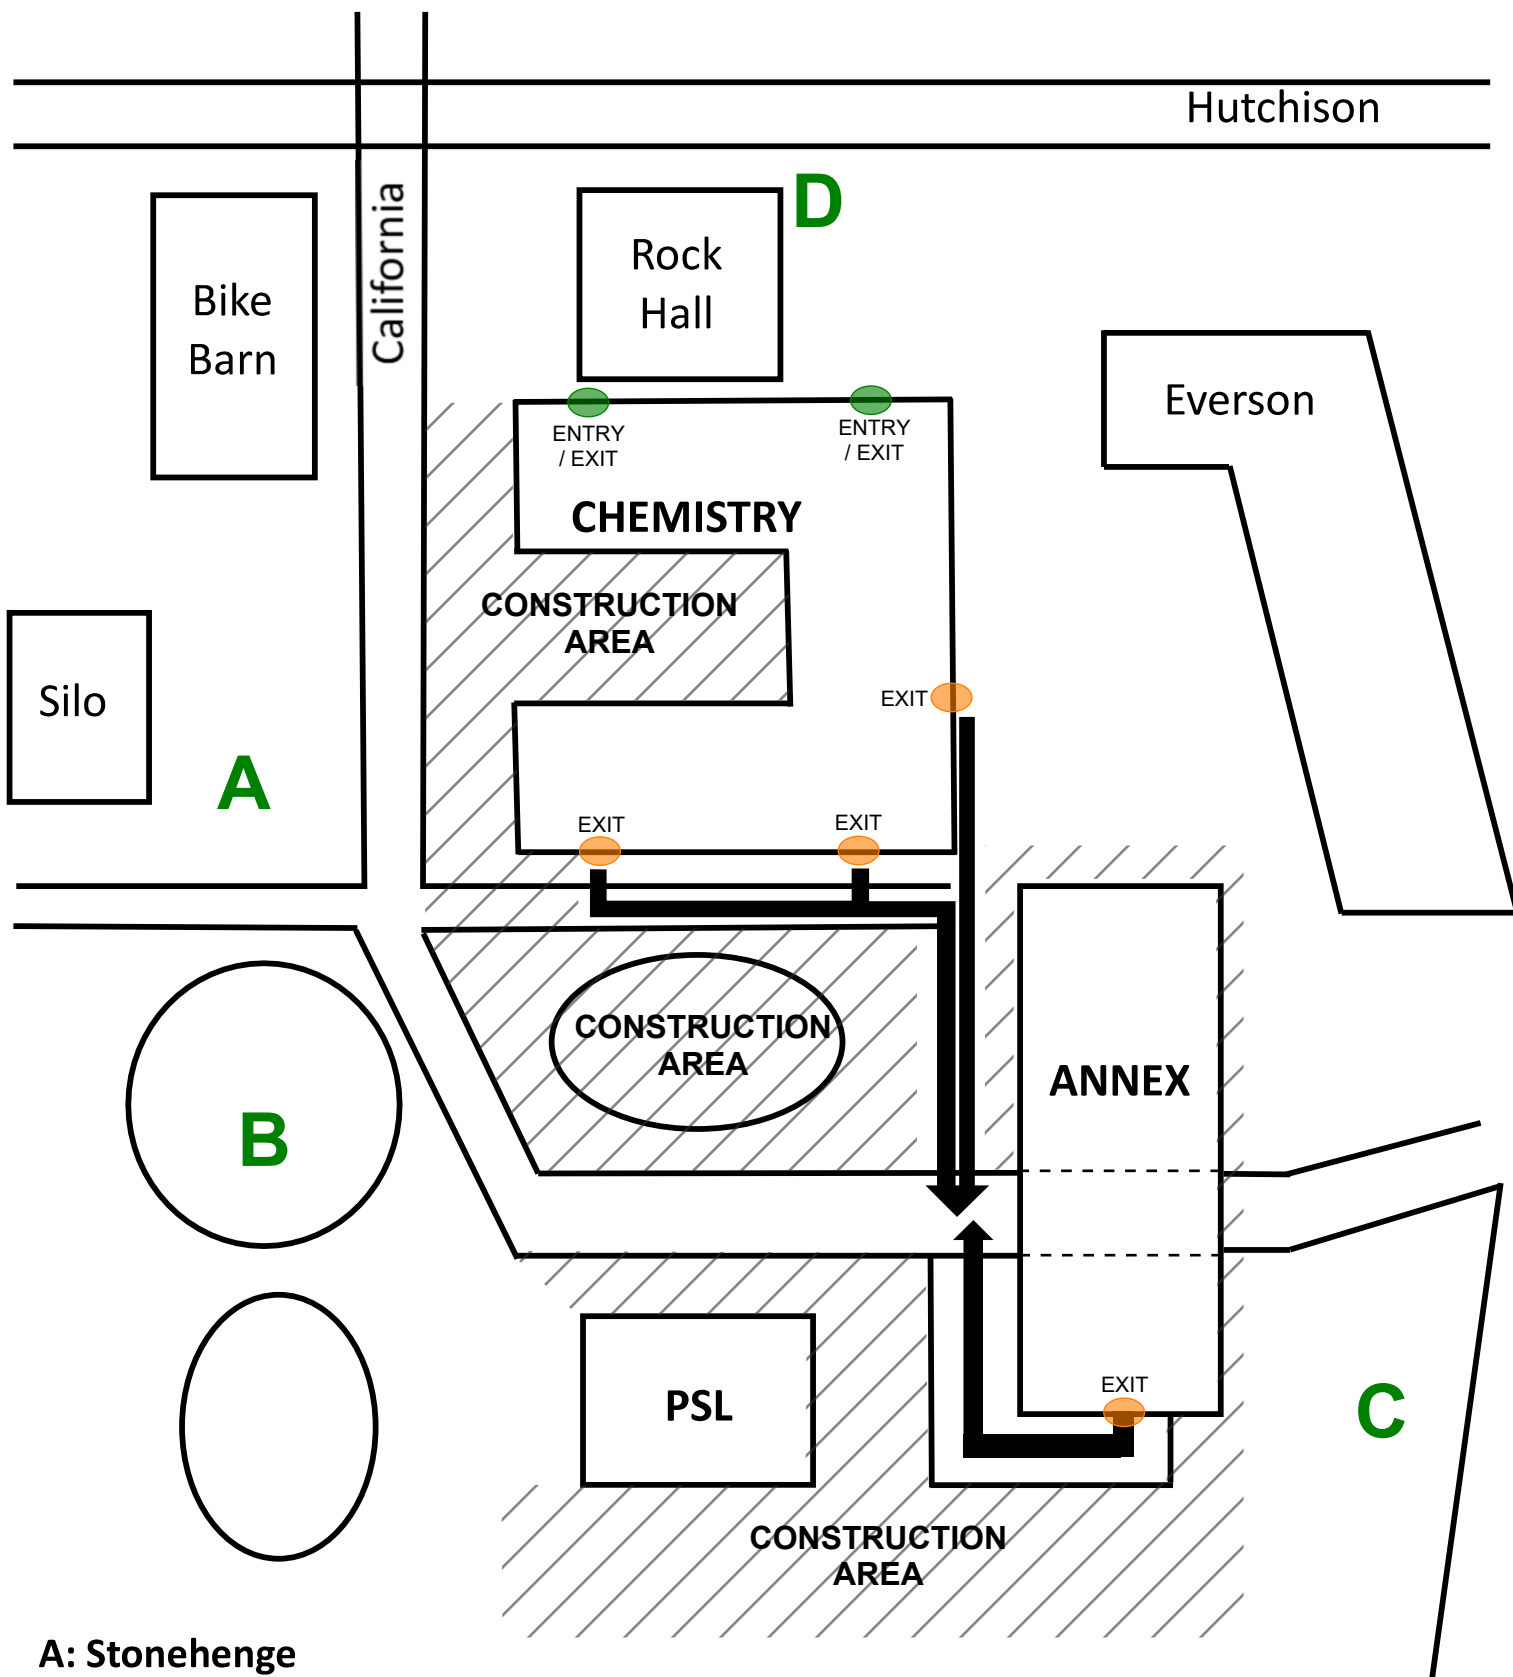 Hutchison
California
D
Rock
Hall
Bike
Barn
Everson
ENTRY
/ EXIT
ENTRY
/ EXIT
CHEMISTRY
CONSTRUCTION
AREA
Silo
EXIT
A
EXIT
EXIT
CONSTRUCTION
AREA
ANNEX
B
EXIT
PSL
C
CONSTRUCTION
AREA
A: Stonehenge